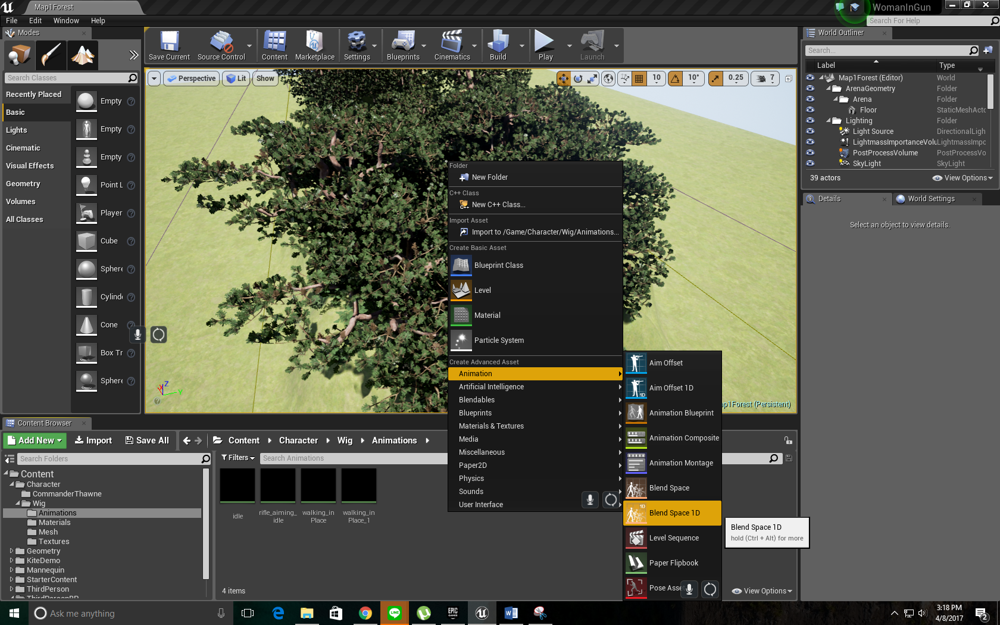 Map1Forest
WomanInGun
File Edit Window Help
Search For Help
Modes
Search Classes
Recently Placed
Basic
Lights
Cinematic
Visual Effects
Geometry
Volumes
All Classes
Empty
Empty
Empty
Point L
Player
Cube
Sphere
Cylinde
Cone
Box Tr
Sphere
Save Current
Source Control
Content
Marketplace
Settings
Blueprints
Cinematics
Build
Play
Launch
Perspective Lit Show
10 10° 0.25 7
X Z Y
Map1Forest (Persistent)
World Outliner
Search...
Label Type
Map1Forest (Editor) World
ArenaGeometry Folder
Arena Folder
Floor StaticMeshActo
Lighting Folder
Light Source DirectionalLigh
LightmassImportanceVolu LightmassImpo
PostProcessVolume PostProcessVo
SkyLight SkyLight
39 actors View Options
Details World Settings
Select an object to view details.
Folder
New Folder
C++ Class
New C++ Class...
Import Asset
Import to /Game/Character/Wig/Animations...
Create Basic Asset
Blueprint Class
Level
Material
Particle System
Create Advanced Asset
Animation
Artificial Intelligence
Blendables
Blueprints
Materials & Textures
Media
Miscellaneous
Paper2D
Physics
Sounds
User Interface
Aim Offset
1D
Aim Offset 1D
Animation Blueprint
Animation Composite
Animation Montage
Blend Space
1D
Blend Space 1D
Level Sequence
Paper Flipbook
Pose Asse
Blend Space 1D
hold (Ctrl + Alt) for more
Content Browser
Add New Import Save All Content Character Wig Animations
Search Folders
Filters Search Animations
Content
Character
CommanderThawne
Wig
Animations
Materials
Mesh
Textures
Geometry
KiteDemo
Mannequin
StarterContent
ThirdPerson
ThirdPersonBP
idle
rifle_aiming_
idle
walking_in
Place
walking_in
Place_1
4 items
View Options
Ask me anything
LINE
EPIC
GAMES
3:18 PM
4/8/2017
2